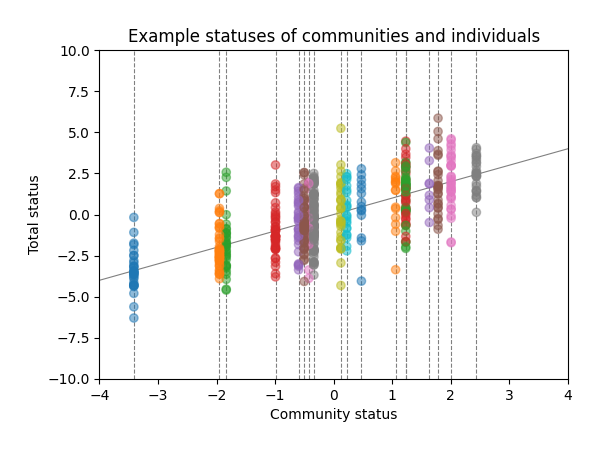 Example statuses of communities and individuals
10.0
7.5
5.0
2.5
0.0
−2.5
−5.0
−7.5
−10.0
Total status
−4 −3 −2 −1 0 1 2 3 4
Community status